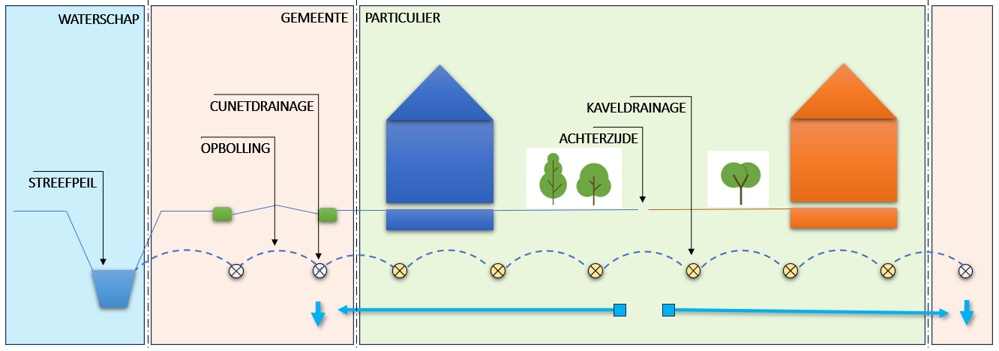 WATERSCHAP
GEMEENTE
PARTICULIER
CUNETDRAINAGE
KAVELDRAINAGE
ACHTERZIJDE
OPBOLLING
STREEFPEIL